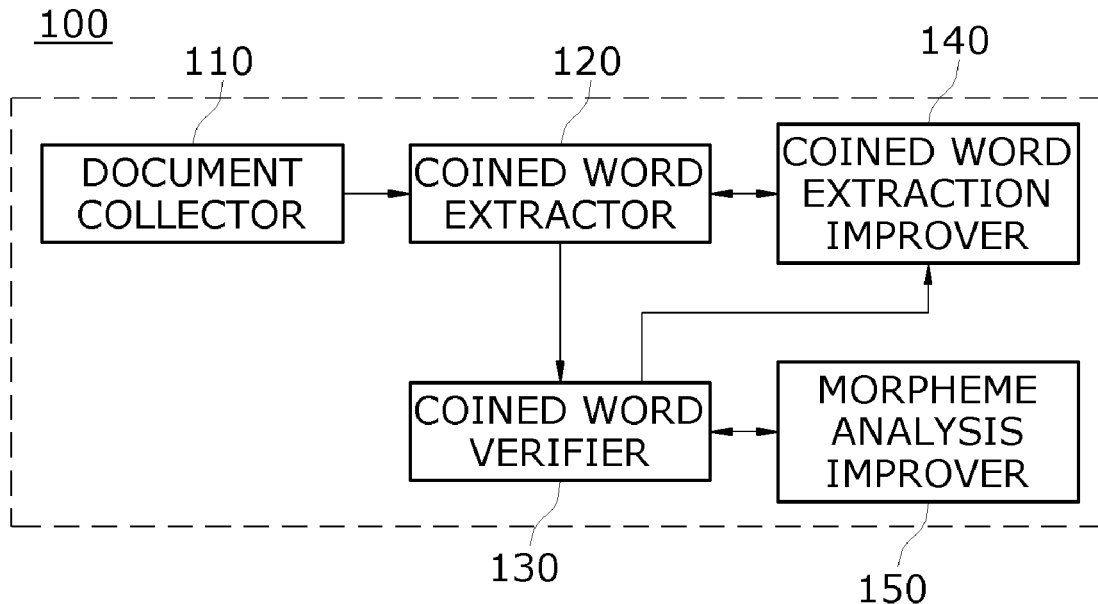 100
110
120
140
DOCUMENT
COLLECTOR
COINED WORD
EXTRACTOR
COINED WORD
EXTRACTION
IMPROVER
COINED WORD
VERIFIER
MORPHEME
ANALYSIS
IMPROVER
130
150